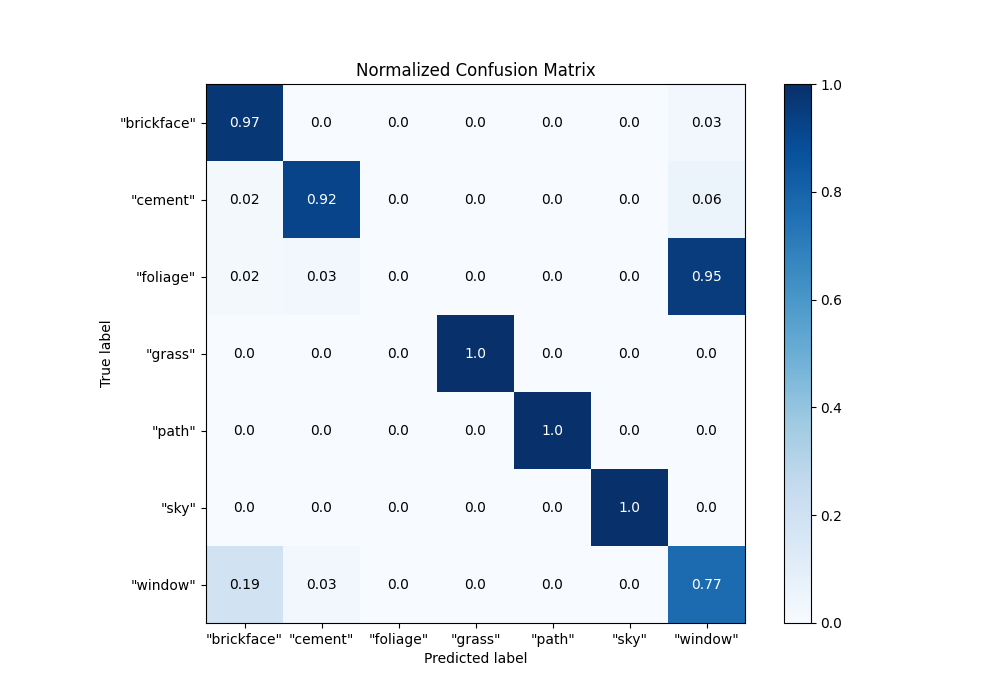 Normalized Confusion Matrix
True label
"brickface" 0.97 0.0 0.0 0.0 0.0 0.0 0.03
"cement" 0.02 0.92 0.0 0.0 0.0 0.0 0.06
"foliage" 0.02 0.03 0.0 0.0 0.0 0.0 0.95
"grass" 0.0 0.0 0.0 1.0 0.0 0.0 0.0
"path" 0.0 0.0 0.0 0.0 1.0 0.0 0.0
"sky" 0.0 0.0 0.0 0.0 0.0 1.0 0.0
"window" 0.19 0.03 0.0 0.0 0.0 0.0 0.77
"brickface" "cement" "foliage" "grass" "path" "sky" "window"
Predicted label
1.0
0.8
0.6
0.4
0.2
0.0